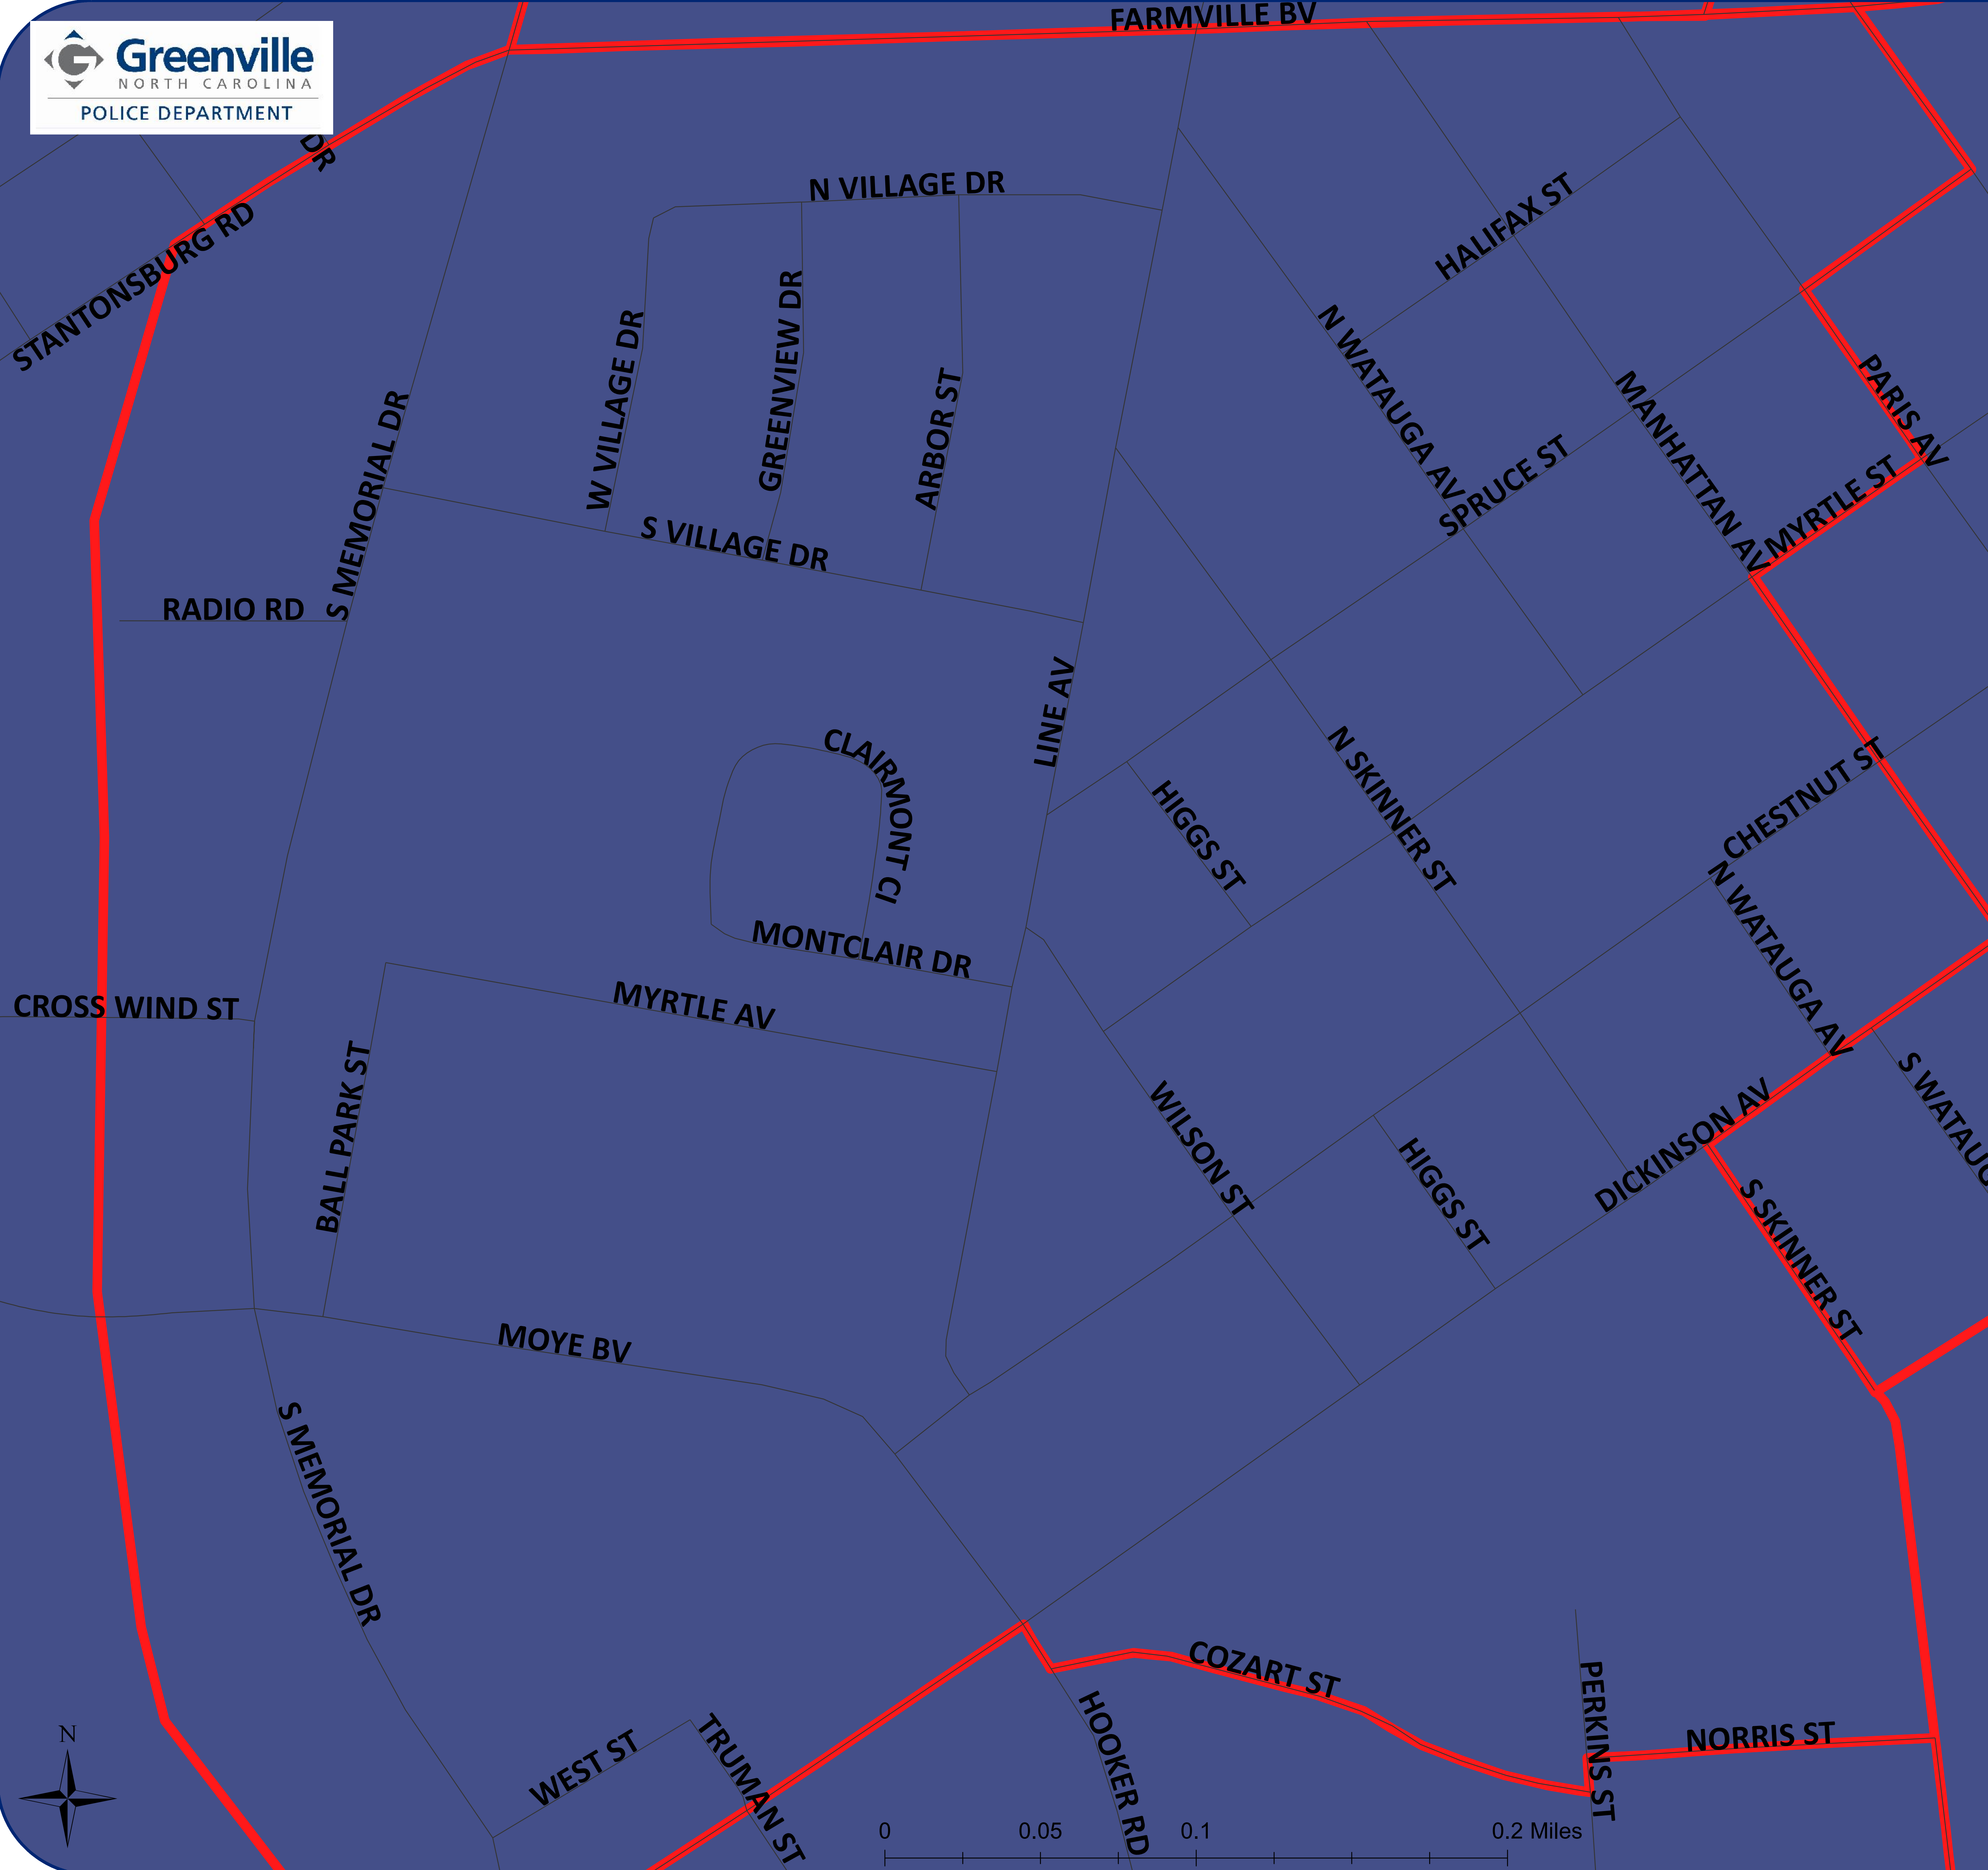 FARMVILLE BV
Greenville
NORTH CAROLINA
POLICE DEPARTMENT
DR
N VILLAGE DR
HALIFAX ST
STANTONSBURG RD
W VILLAGE DR
GREENVIEW DR
ARBOR ST
N WATAUGA AV
MANHATTAN AV
PARIS AV
S MEMORIAL DR
SPRUCE ST
MYRTLE ST
S VILLAGE DR
RADIO RD
LINE AV
CLAIRMONT CI
HIGGS ST
N SKINNER ST
CHESTNUT ST
MONTCLAIR DR
N WATAUGA AV
CROSS WIND ST
MYRTLE AV
BALL PARK ST
WILSON ST
HIGGS ST
DICKINSON AV
S WATAUG
S SKINNER ST
MOYE BV
S MEMORIAL DR
COZART ST
PERKINS ST
HOOKER RD
NORRIS ST
TRUMAN ST
WEST ST
N
0 0.05 0.1 0.2 Miles